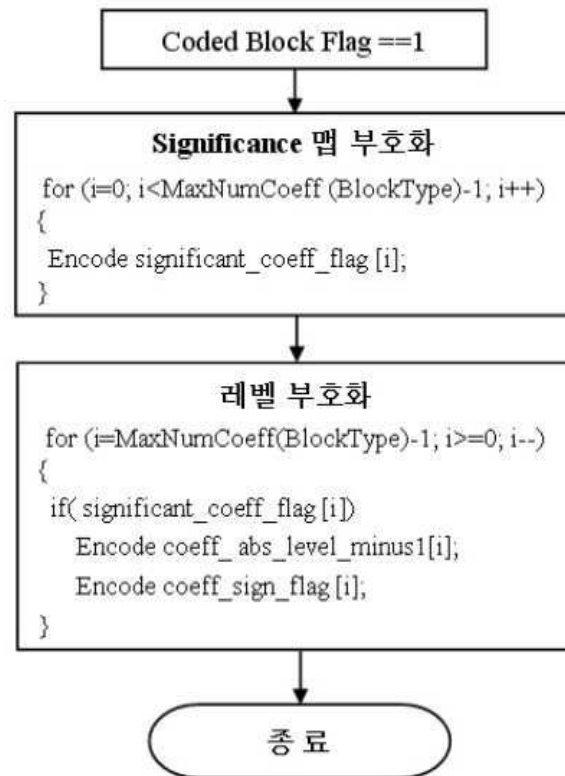 Coded Block Flag ==1
Significance 맵 부호화
for (i=0; i<MaxNumCoeff (BlockType)-1; i++)
{
Encode significant_coeff_flag [i];
}
레벨 부호화
for (i=MaxNumCoeff(BlockType)-1; i>=0; i--)
{
if( significant_coeff_flag [i])
Encode coeff_ abs_level_minus1[i];
Encode coeff_sign_flag [i];
}
종 료